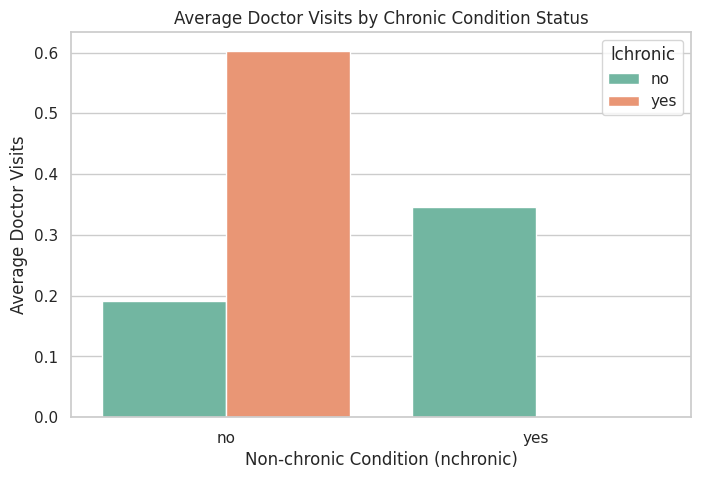 Average Doctor Visits by Chronic Condition Status
Average Doctor Visits
0.6
0.5
0.4
0.3
0.2
0.1
0.0
lchronic
no
yes
no
yes
Non-chronic Condition (nchronic)